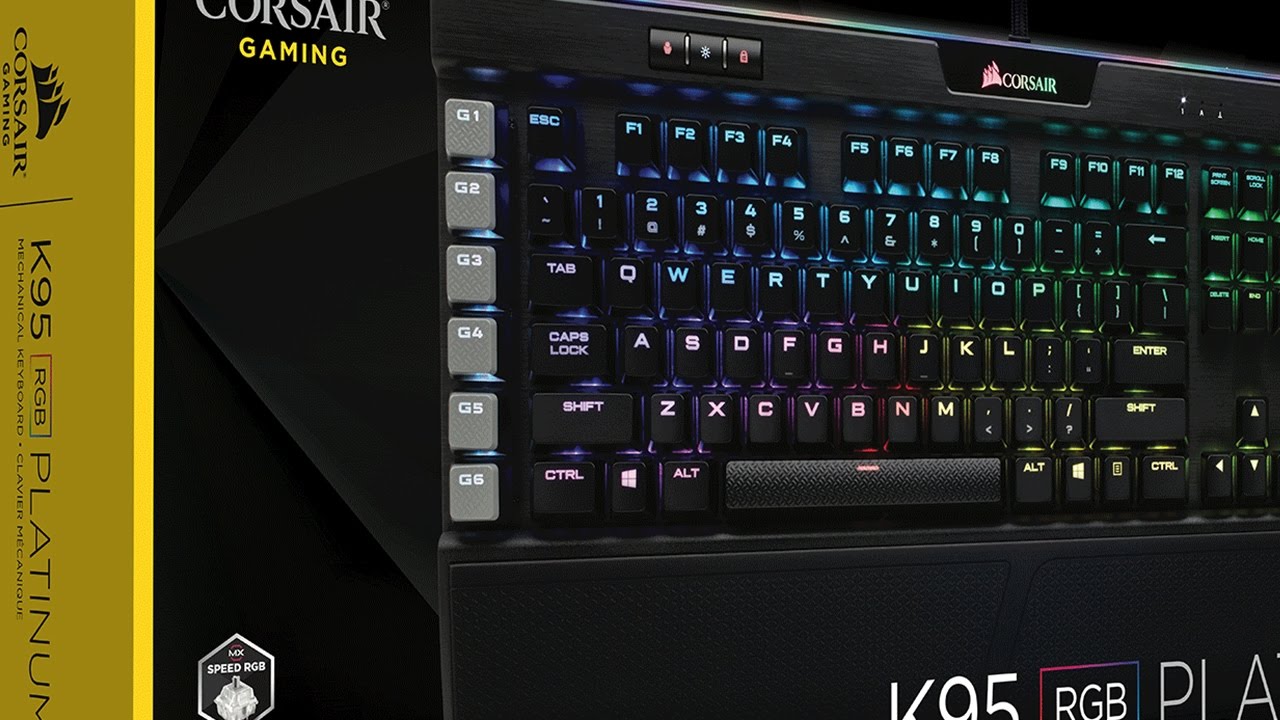 CORSAIR
GAMING
K95 RGB PLATINUM
MECHANICAL KEYBOARD • CLAVIER MÉCANIQUE
CORSAIR®
GAMING
CORSAIR
G1 ESC F1 F2 F3 F4 F5 F6 F7 F8 F9 F10 F11 F12 PRINT SCREEN SCROLL LOCK
G2 ` ~ 1 ! 2 @ 3 # 4 $ 5 % 6 ^ 7 & 8 * 9 ( 0 ) - _ = + ← INSERT HOME
G3 TAB Q W E R T Y U I O P [ { ] } \ | DELETE END
G4 CAPS LOCK A S D F G H J K L ; : ' " ENTER
G5 SHIFT Z X C V B N M , < . > / ? SHIFT ▲
G6 CTRL ALT ALT CTRL ◀ ▼
MX
SPEED RGB
K95 RGB PLA